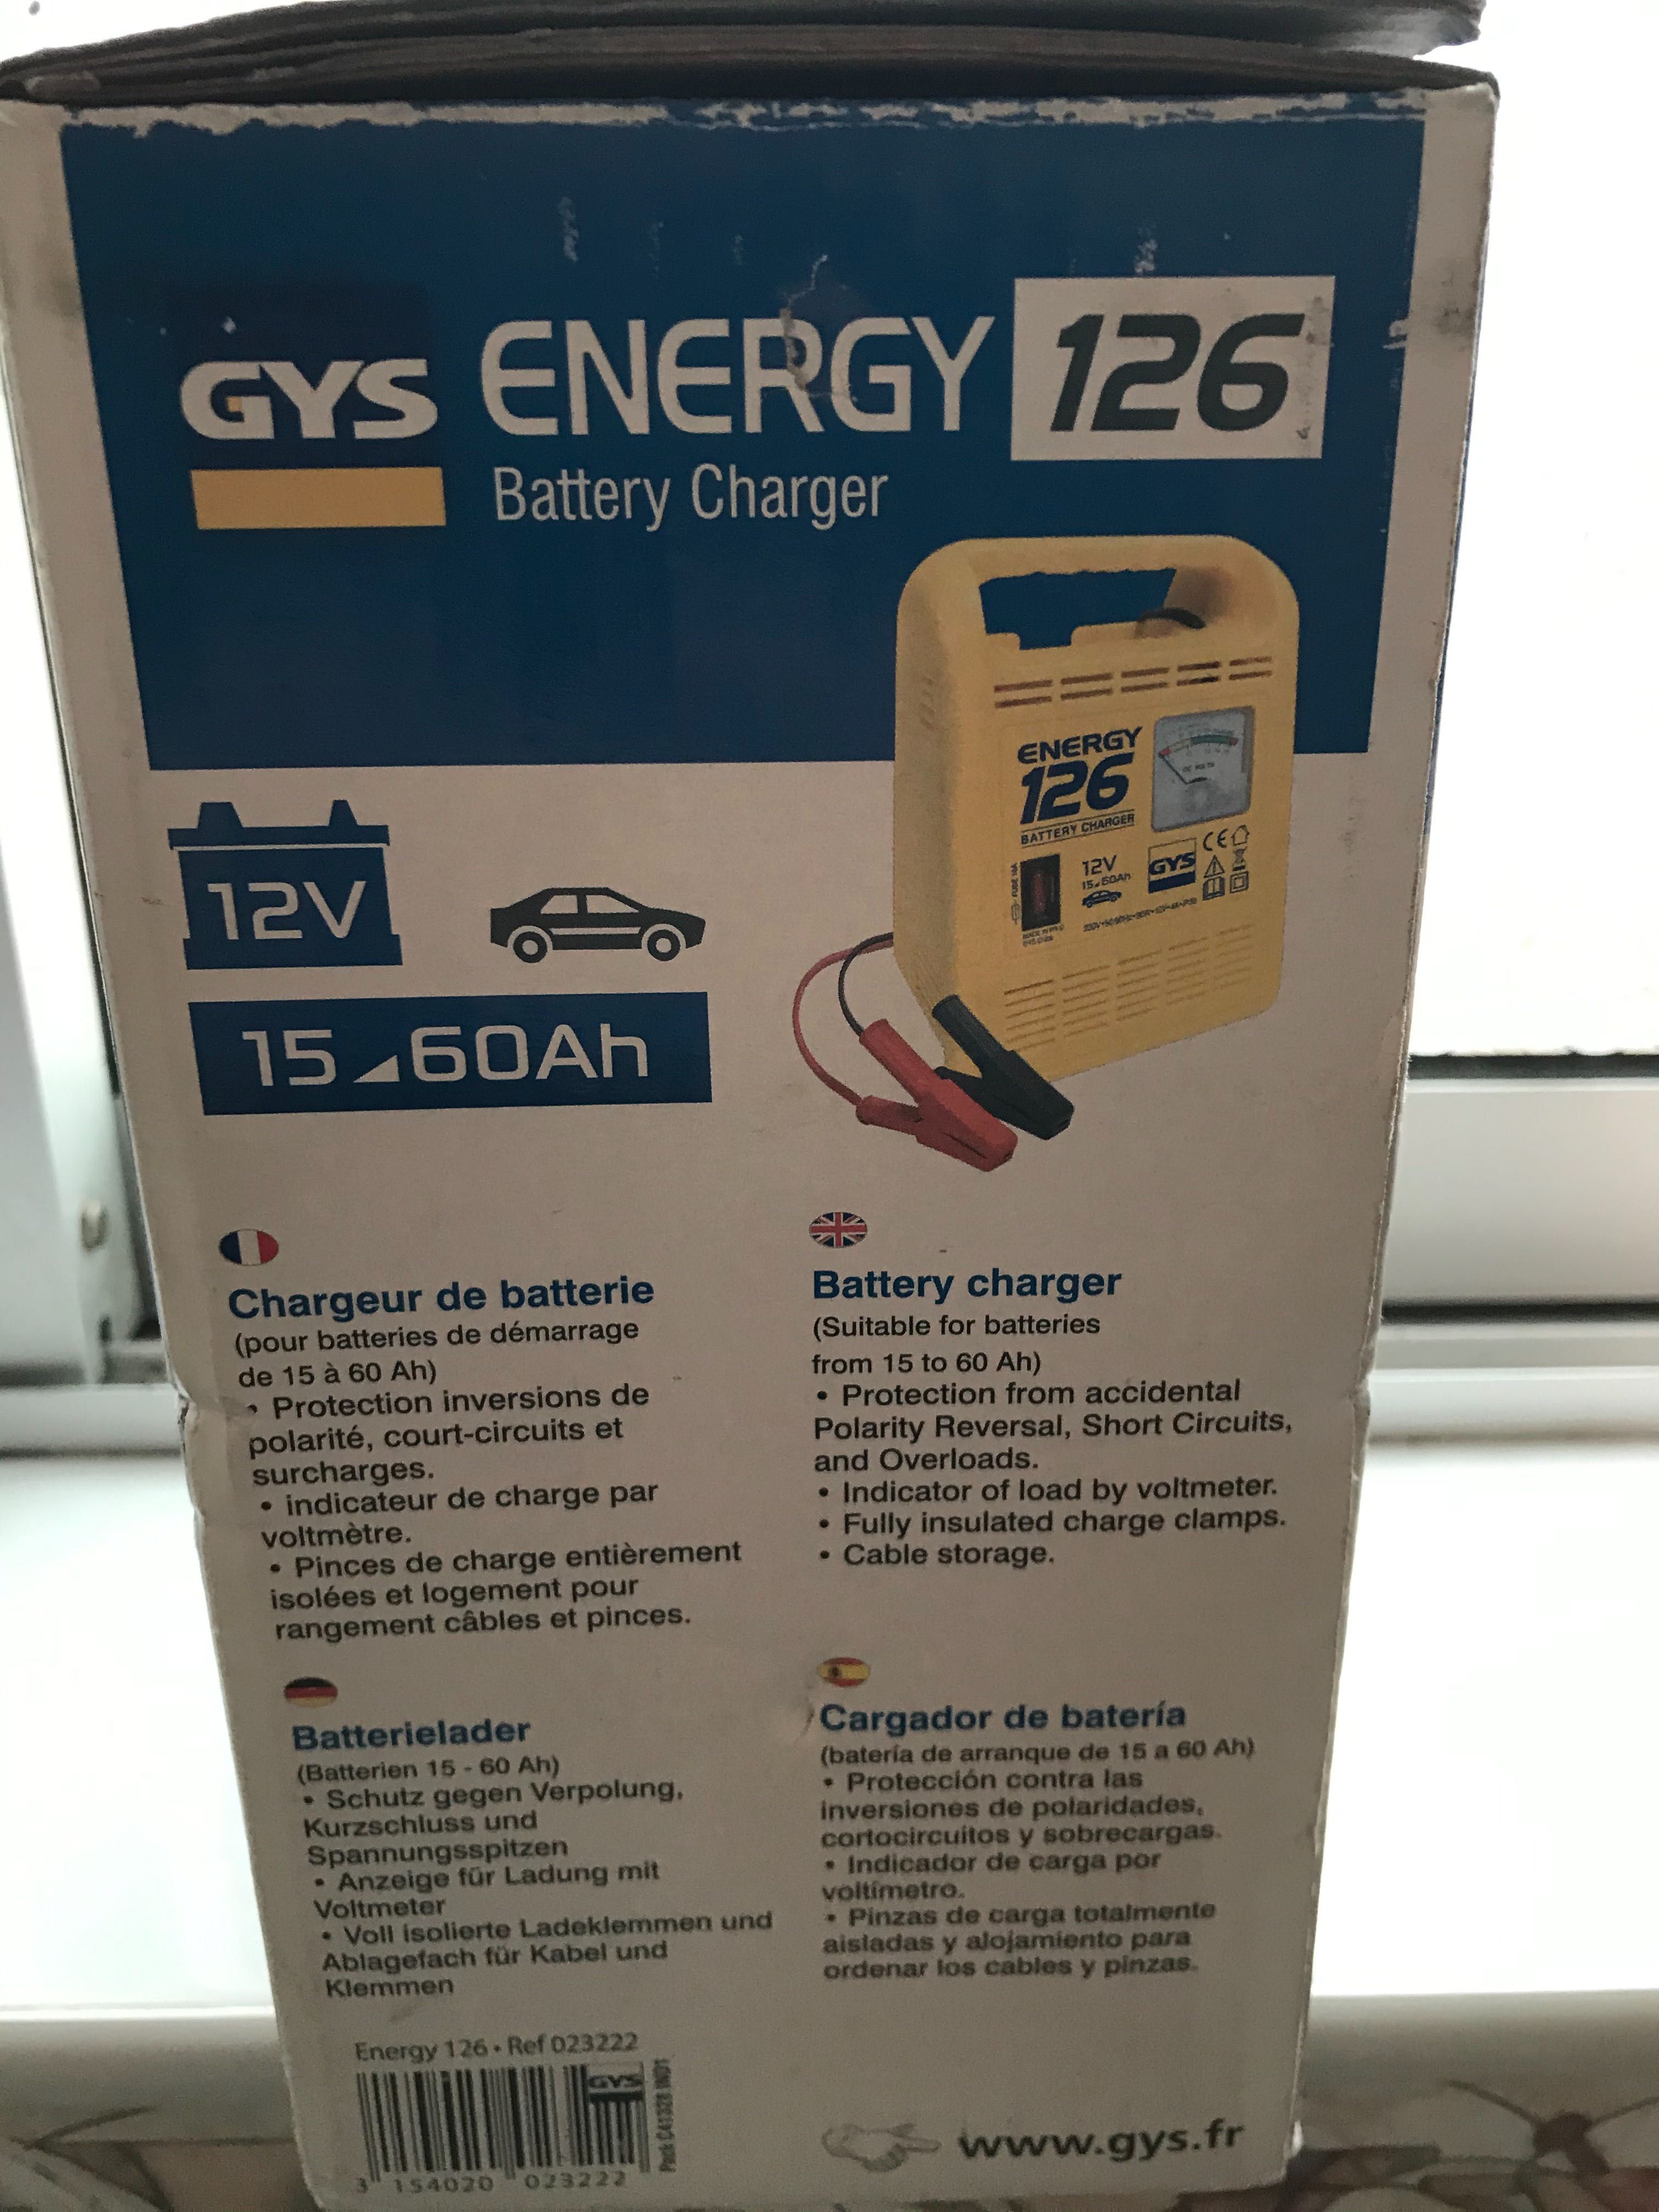 GYS ENERGY 126
Battery Charger
ENERGY
126
BATTERY CHARGER
12V
15 60Ah
GYS
CE
12V
15 60Ah
Chargeur de batterie
(pour batteries de démarrage
de 15 à 60 Ah)
• Protection inversions de
polarité, court-circuits et
surcharges.
• indicateur de charge par
voltmètre.
• Pinces de charge entièrement
isolées et logement pour
rangement câbles et pinces.
Battery charger
(Suitable for batteries
from 15 to 60 Ah)
• Protection from accidental
Polarity Reversal, Short Circuits,
and Overloads.
• Indicator of load by voltmeter.
• Fully insulated charge clamps.
• Cable storage.
Batterielader
(Batterien 15 - 60 Ah)
• Schutz gegen Verpolung,
Kurzschluss und
Spannungsspitzen
• Anzeige für Ladung mit
Voltmeter
• Voll isolierte Ladeklemmen und
Ablagefach für Kabel und
Klemmen
Cargador de batería
(batería de arranque de 15 a 60 Ah)
• Protección contra las
inversiones de polaridades,
cortocircuitos y sobrecargas.
• Indicador de carga por
voltímetro.
• Pinzas de carga totalmente
aisladas y alojamiento para
ordenar los cables y pinzas.
Energy 126 • Ref 023222
GYS
Pack C41328 IND1
3 154020 023222
www.gys.fr